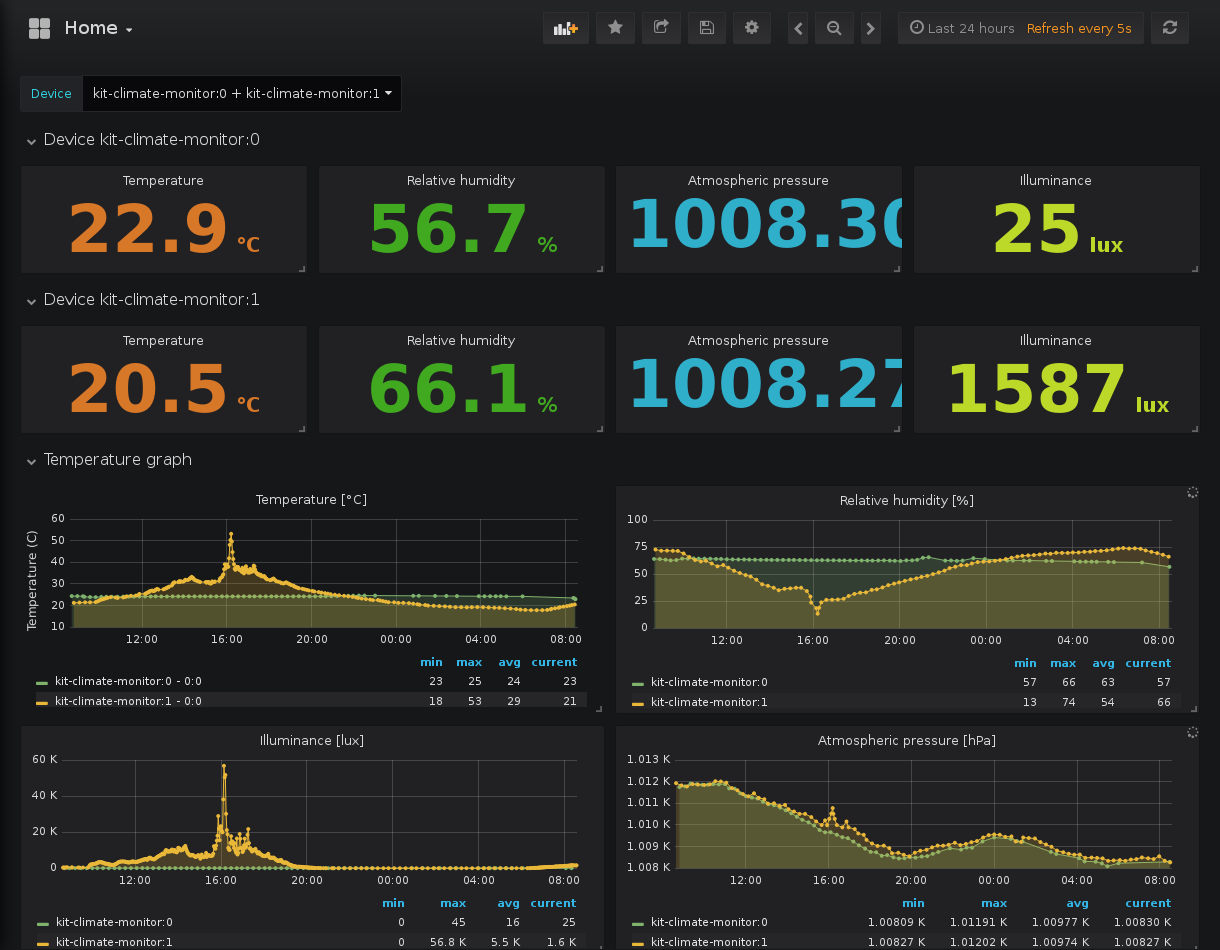 Home
Last 24 hours Refresh every 5s
Device kit-climate-monitor:0 + kit-climate-monitor:1
Device kit-climate-monitor:0
Temperature Relative humidity Atmospheric pressure Illuminance
22.9 °C 56.7 % 1008.30 25 lux
Device kit-climate-monitor:1
Temperature Relative humidity Atmospheric pressure Illuminance
20.5 °C 66.1 % 1008.27 1587 lux
Temperature graph
Temperature [°C]
Temperature (C)
60
50
40
30
20
10
12:00 16:00 20:00 00:00 04:00 08:00
min max avg current
kit-climate-monitor:0 - 0:0 23 25 24 23
kit-climate-monitor:1 - 0:0 18 53 29 21
Relative humidity [%]
100
75
50
25
0
12:00 16:00 20:00 00:00 04:00 08:00
min max avg current
kit-climate-monitor:0 57 66 63 57
kit-climate-monitor:1 13 74 54 66
Illuminance [lux]
60 K
40 K
20 K
0
12:00 16:00 20:00 00:00 04:00 08:00
min max avg current
kit-climate-monitor:0 0 45 16 25
kit-climate-monitor:1 0 56.8 K 5.5 K 1.6 K
Atmospheric pressure [hPa]
1.013 K
1.012 K
1.011 K
1.010 K
1.009 K
1.008 K
12:00 16:00 20:00 00:00 04:00 08:00
min max avg current
kit-climate-monitor:0 1.00809 K 1.01191 K 1.00977 K 1.00830 K
kit-climate-monitor:1 1.00827 K 1.01202 K 1.00974 K 1.00827 K